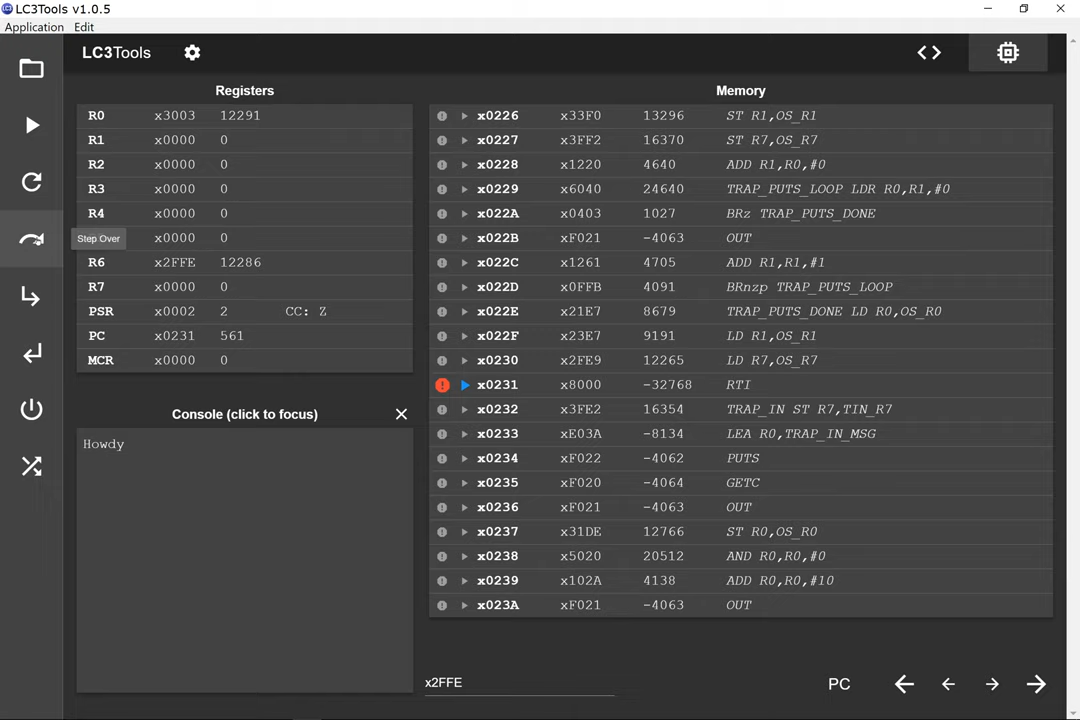 LC3Tools v1.0.5
Application Edit
LC3Tools
Registers
R0 x3003 12291
R1 x0000 0
R2 x0000 0
R3 x0000 0
R4 x0000 0
Step Over x0000 0
R6 x2FFE 12286
R7 x0000 0
PSR x0002 2 CC: Z
PC x0231 561
MCR x0000 0
Console (click to focus)
Howdy
Memory
x0226 x33F0 13296 ST R1,OS_R1
x0227 x3FF2 16370 ST R7,OS_R7
x0228 x1220 4640 ADD R1,R0,#0
x0229 x6040 24640 TRAP_PUTS_LOOP LDR R0,R1,#0
x022A x0403 1027 BRz TRAP_PUTS_DONE
x022B xF021 -4063 OUT
x022C x1261 4705 ADD R1,R1,#1
x022D x0FFB 4091 BRnzp TRAP_PUTS_LOOP
x022E x21E7 8679 TRAP_PUTS_DONE LD R0,OS_R0
x022F x23E7 9191 LD R1,OS_R1
x0230 x2FE9 12265 LD R7,OS_R7
x0231 x8000 -32768 RTI
x0232 x3FE2 16354 TRAP_IN ST R7,TIN_R7
x0233 xE03A -8134 LEA R0,TRAP_IN_MSG
x0234 xF022 -4062 PUTS
x0235 xF020 -4064 GETC
x0236 xF021 -4063 OUT
x0237 x31DE 12766 ST R0,OS_R0
x0238 x5020 20512 AND R0,R0,#0
x0239 x102A 4138 ADD R0,R0,#10
x023A xF021 -4063 OUT
x2FFE PC